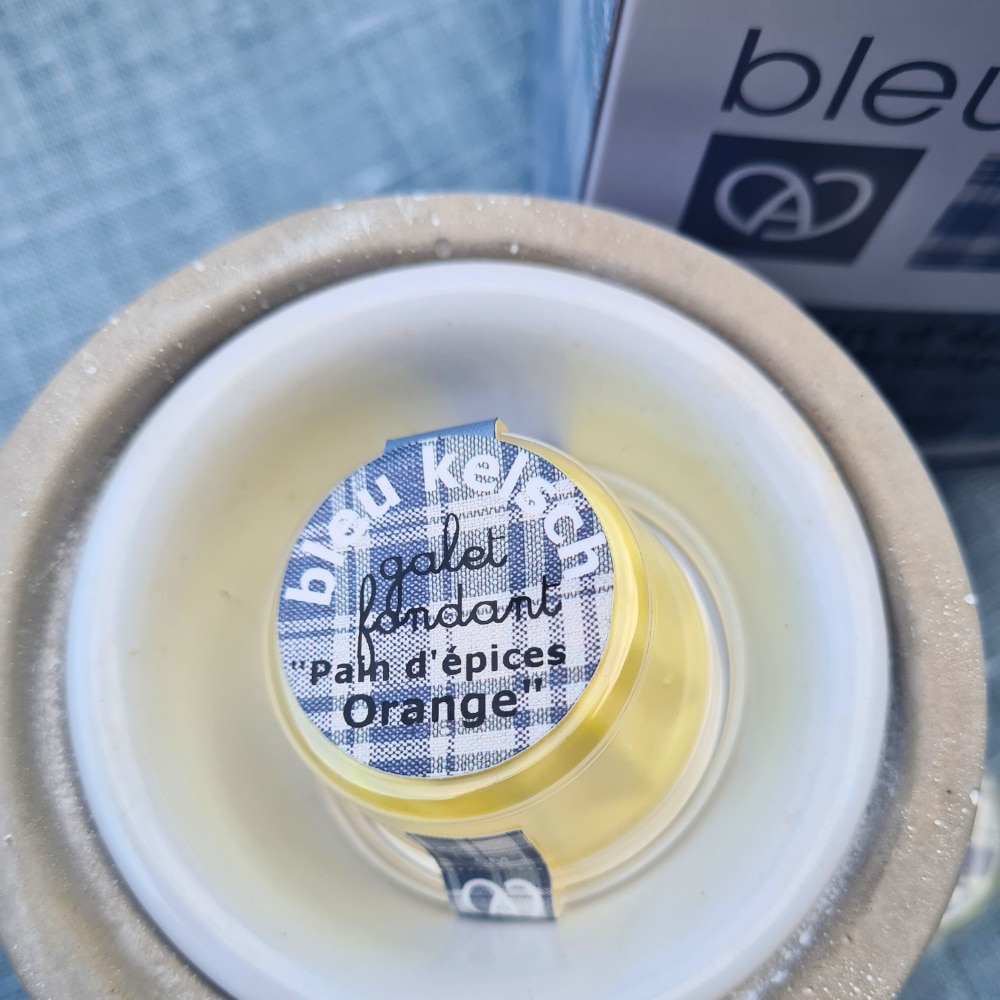 bleu
bleu Kelsch
galet
fondant
"Pain d'épices
Orange"